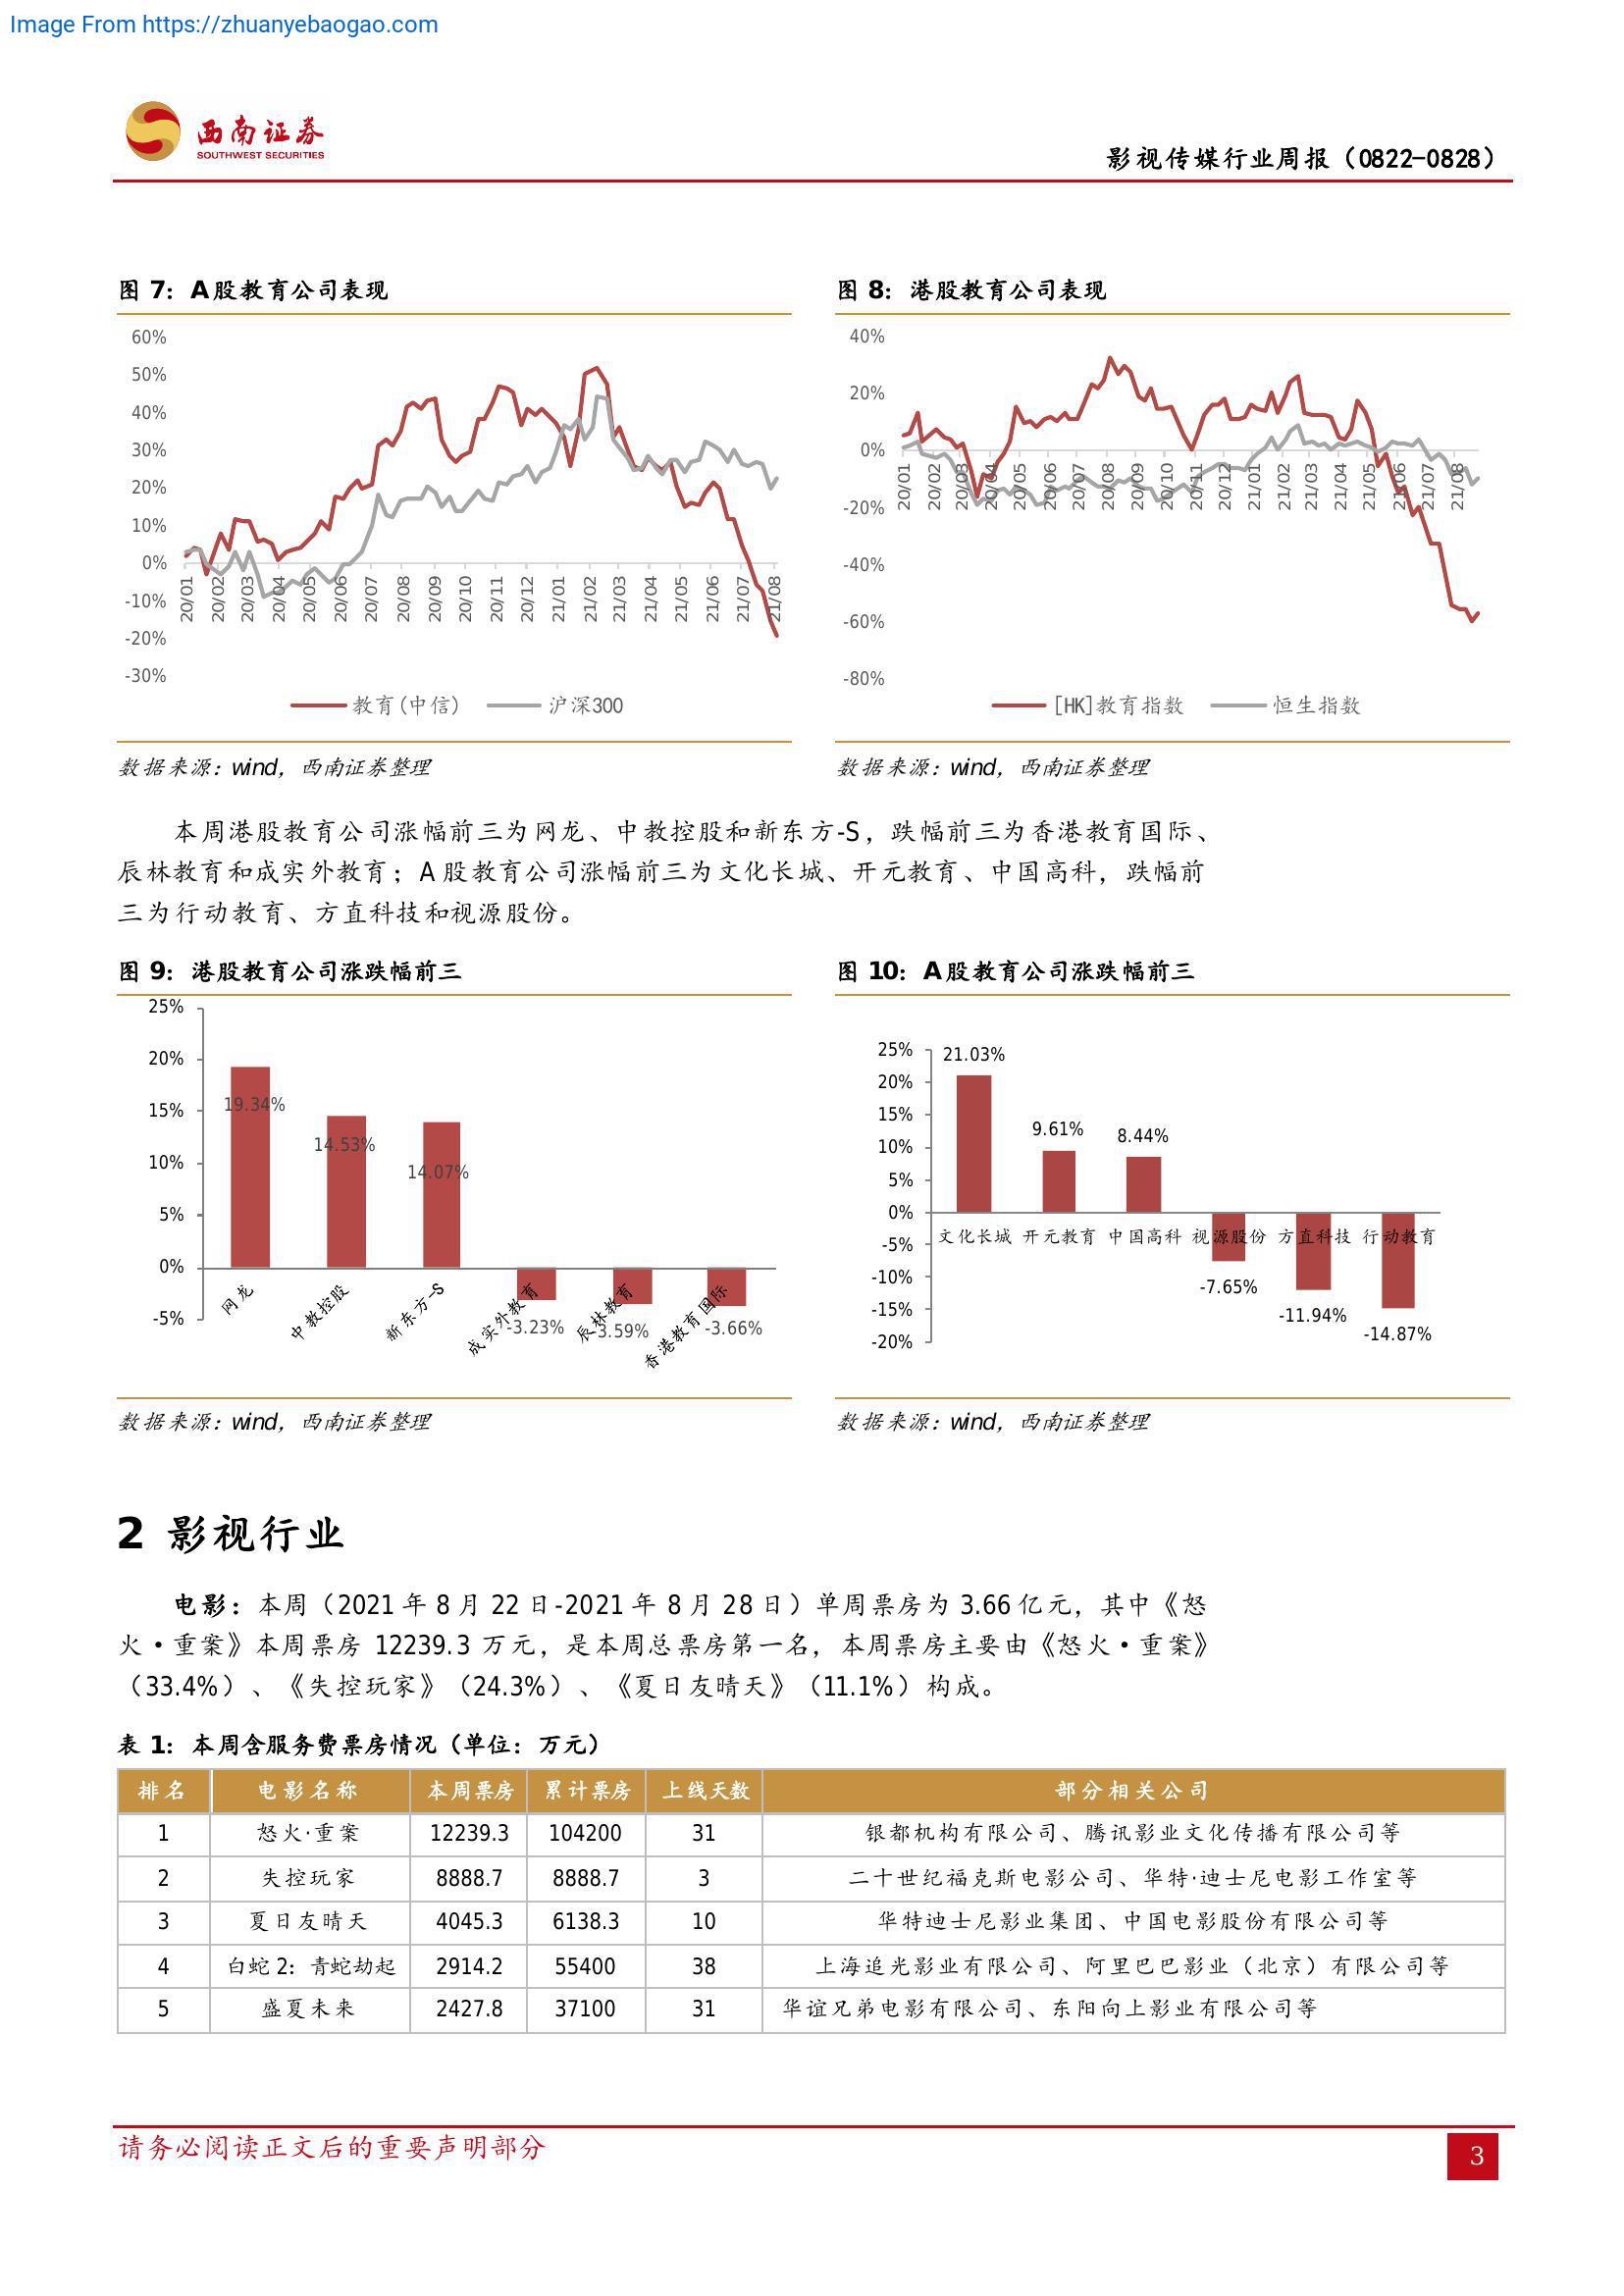 Image From https://zhuanyebaogao.com
西南证券
SOUTHWEST SECURITIES
影视传媒行业周报（0822-0828）
图 7：A股教育公司表现
60%
50%
40%
30%
20%
10%
0%
-10%
-20%
-30%
20/01 20/02 20/03 20/04 20/05 20/06 20/07 20/08 20/09 20/10 20/11 20/12 21/01 21/02 21/03 21/04 21/05 21/06 21/07 21/08
教育(中信) 沪深300
数据来源：wind，西南证券整理
图 8：港股教育公司表现
40%
20%
0%
-20%
-40%
-60%
-80%
20/01 20/02 20/03 20/04 20/05 20/06 20/07 20/08 20/09 20/10 20/11 20/12 21/01 21/02 21/03 21/04 21/05 21/06 21/07 21/08
[HK]教育指数 恒生指数
数据来源：wind，西南证券整理
本周港股教育公司涨幅前三为网龙、中教控股和新东方-S，跌幅前三为香港教育国际、
辰林教育和成实外教育；A 股教育公司涨幅前三为文化长城、开元教育、中国高科，跌幅前
三为行动教育、方直科技和视源股份。
图 9：港股教育公司涨跌幅前三
25%
20%
15%
10%
5%
0%
-5%
19.34%
14.53%
14.07%
-3.23% -3.59% -3.66%
网龙 中教控股 新东方-S 成实外教育 辰林教育 香港教育国际
数据来源：wind，西南证券整理
图 10：A股教育公司涨跌幅前三
25%
20%
15%
10%
5%
0%
-5%
-10%
-15%
-20%
21.03%
9.61% 8.44%
文化长城 开元教育 中国高科 视源股份 方直科技 行动教育
-7.65%
-11.94%
-14.87%
数据来源：wind，西南证券整理
2 影视行业
电影：本周（2021 年 8 月 22 日-2021 年 8 月 28 日）单周票房为 3.66 亿元，其中《怒
火·重案》本周票房 12239.3 万元，是本周总票房第一名，本周票房主要由《怒火·重案》
（33.4%）、《失控玩家》（24.3%）、《夏日友晴天》（11.1%）构成。
表 1：本周含服务费票房情况（单位：万元）
排名 电影名称 本周票房 累计票房 上线天数 部分相关公司
1 怒火·重案 12239.3 104200 31 银都机构有限公司、腾讯影业文化传播有限公司等
2 失控玩家 8888.7 8888.7 3 二十世纪福克斯电影公司、华特·迪士尼电影工作室等
3 夏日友晴天 4045.3 6138.3 10 华特迪士尼影业集团、中国电影股份有限公司等
4 白蛇 2：青蛇劫起 2914.2 55400 38 上海追光影业有限公司、阿里巴巴影业（北京）有限公司等
5 盛夏未来 2427.8 37100 31 华谊兄弟电影有限公司、东阳向上影业有限公司等
请务必阅读正文后的重要声明部分
3